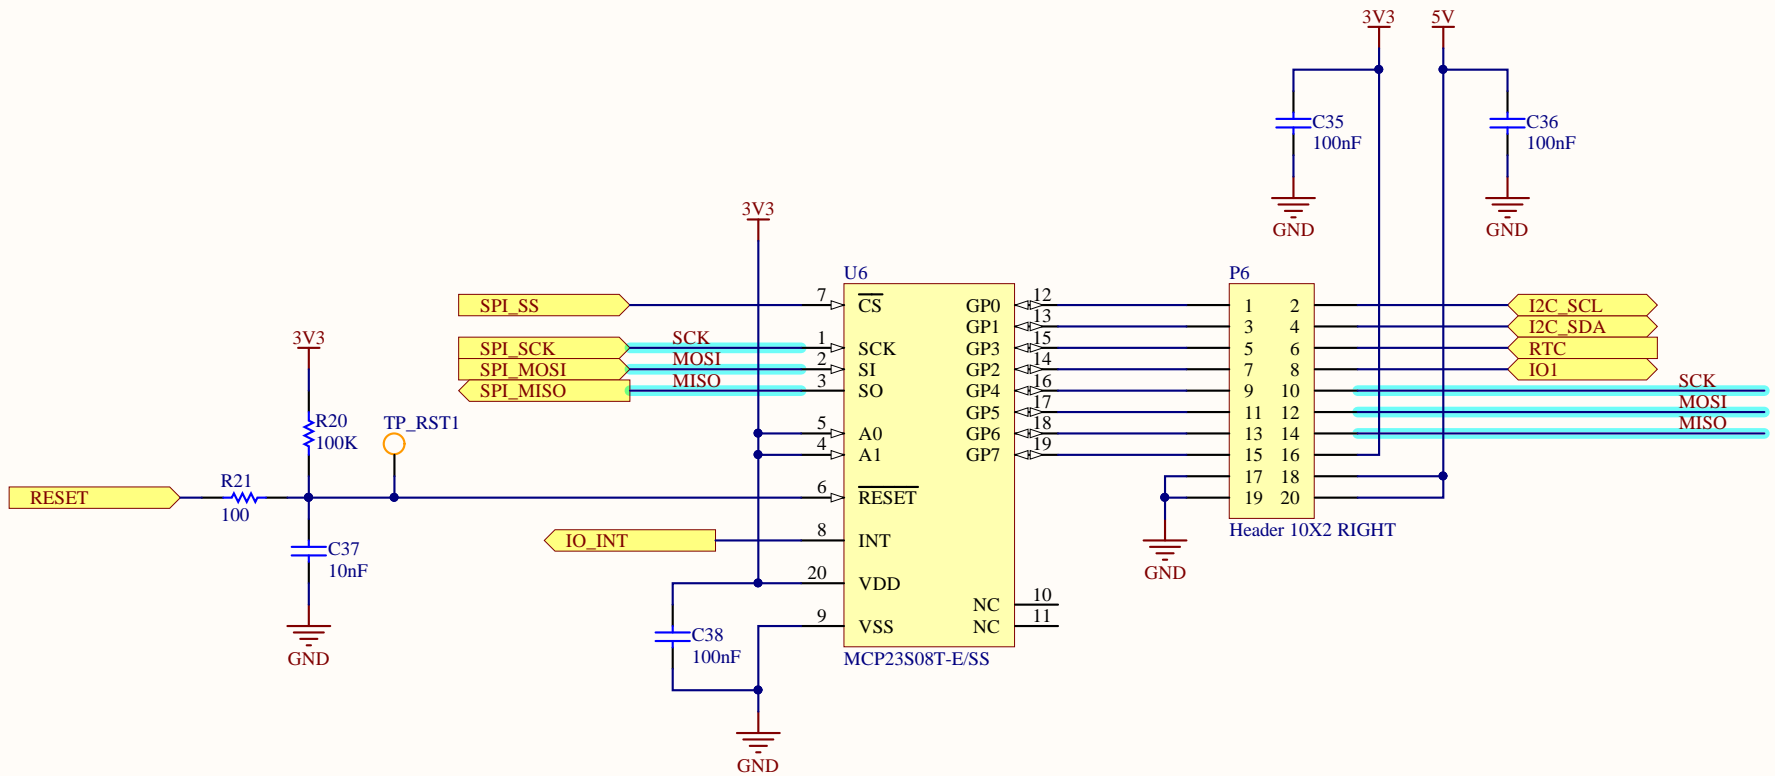 3V3
5V
C35
100nF
C36
100nF
GND
GND
3V3
U6
P6
SPI_SS
7
CS
GP0
12
1
2
I2C_SCL
GP1
13
3
4
I2C_SDA
SPI_SCK
SCK
1
SCK
GP3
15
5
6
RTC
SPI_MOSI
MOSI
2
SI
GP2
14
7
8
IO1
SPI_MISO
MISO
3
SO
GP4
16
9
10
SCK
GP5
17
11
12
MOSI
5
A0
GP6
18
13
14
MISO
4
A1
GP7
19
15
16
17
18
19
20
Header 10X2 RIGHT
GND
3V3
R20
100K
TP_RST1
RESET
R21
100
6
RESET
IO_INT
8
INT
C37
10nF
GND
20
VDD
9
VSS
NC
10
NC
11
C38
100nF
MCP23S08T-E/SS
GND